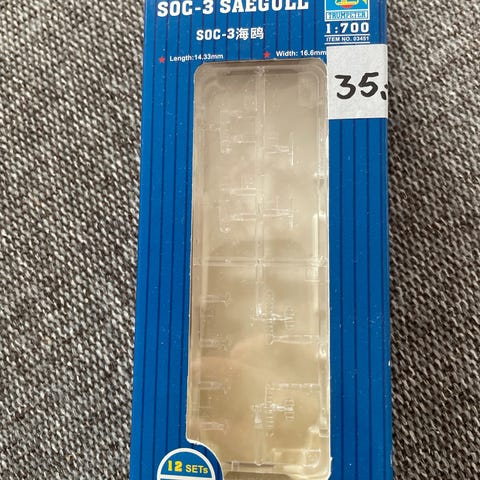 SOC-3 SAEGULL
SOC-3海鸥
TRUMPETER
1:700
ITEM NO. 03451
★ Length:14.33mm
★ Width: 16.6mm
35,-
12 SETs